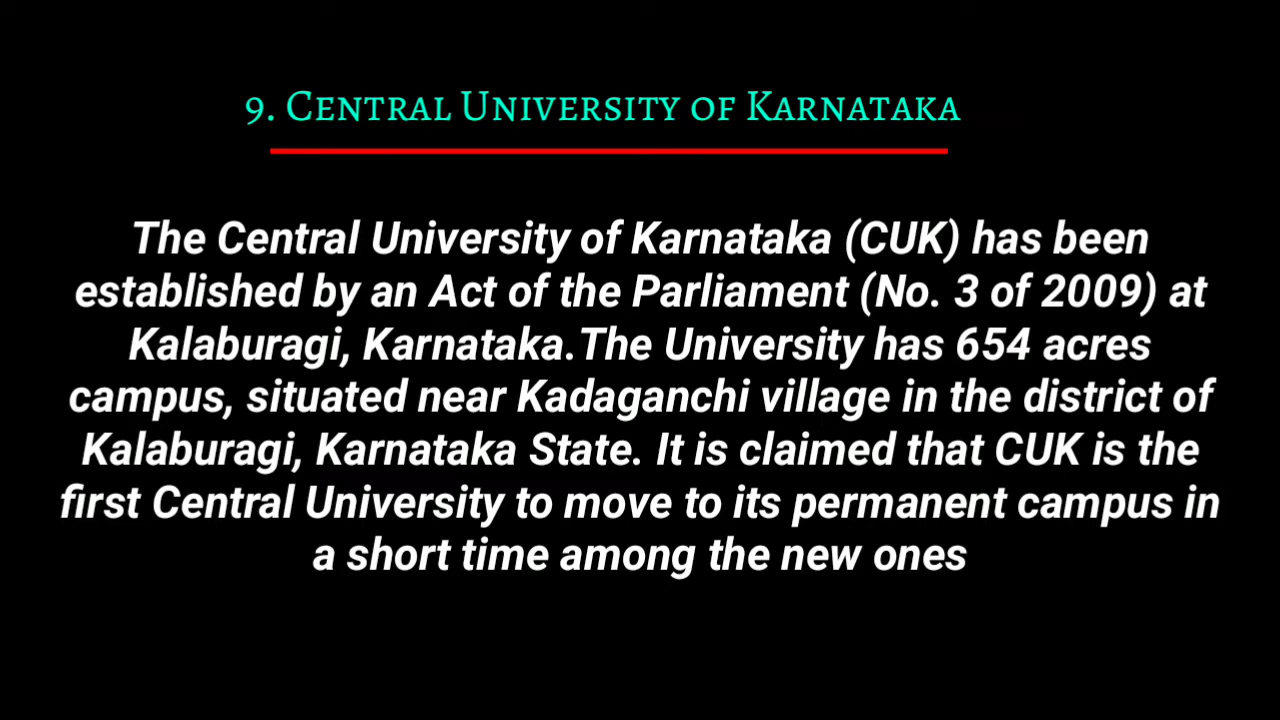 9. Central University of Karnataka
The Central University of Karnataka (CUK) has been
established by an Act of the Parliament (No. 3 of 2009) at
Kalaburagi, Karnataka.The University has 654 acres
campus, situated near Kadaganchi village in the district of
Kalaburagi, Karnataka State. It is claimed that CUK is the
first Central University to move to its permanent campus in
a short time among the new ones